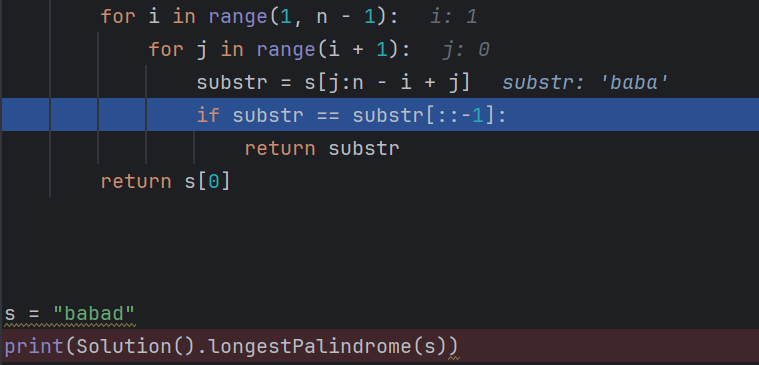 for i in range(1, n - 1):   i: 1
for j in range(i + 1):   j: 0
substr = s[j:n - i + j]   substr: 'baba'
if substr == substr[::-1]:
return substr
return s[0]
s = "babad"
print(Solution().longestPalindrome(s))